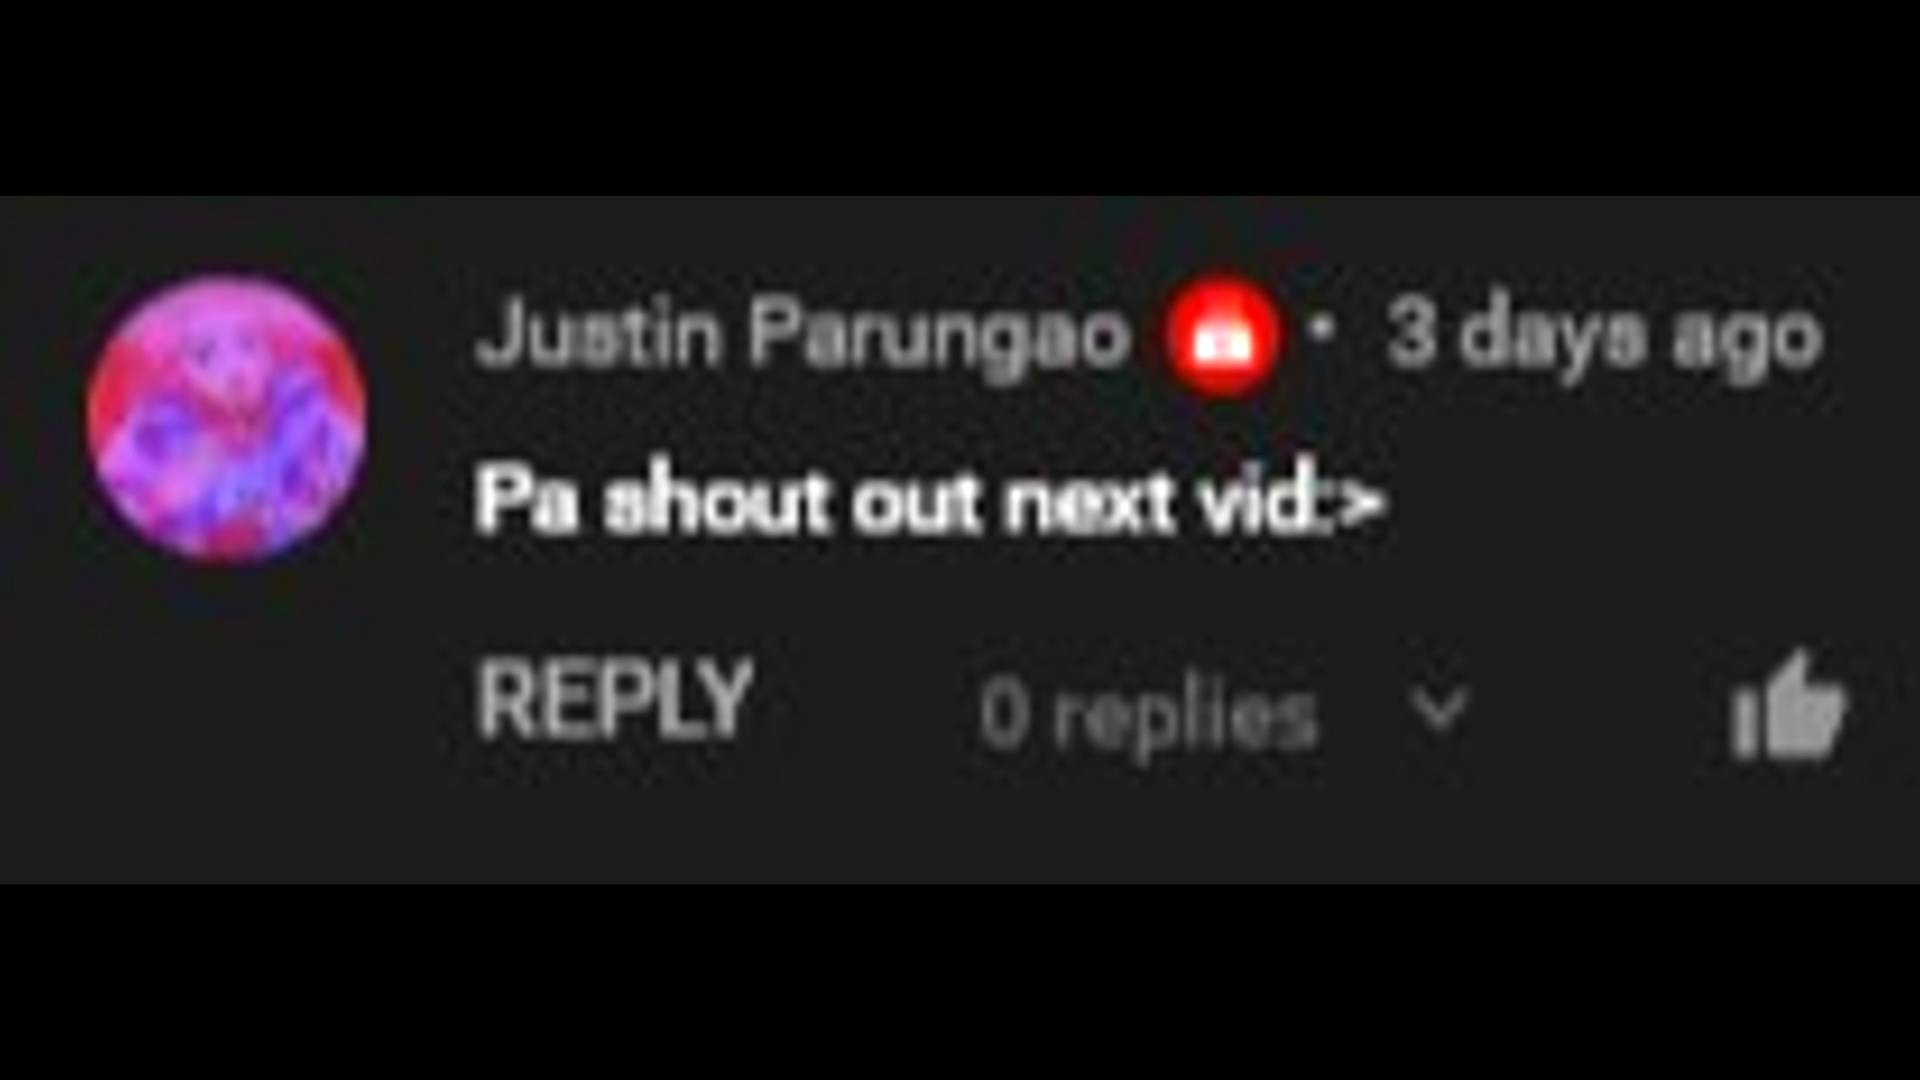 Justin Parungao • 3 days ago
Pa shout out next vid:>
REPLY 0 replies